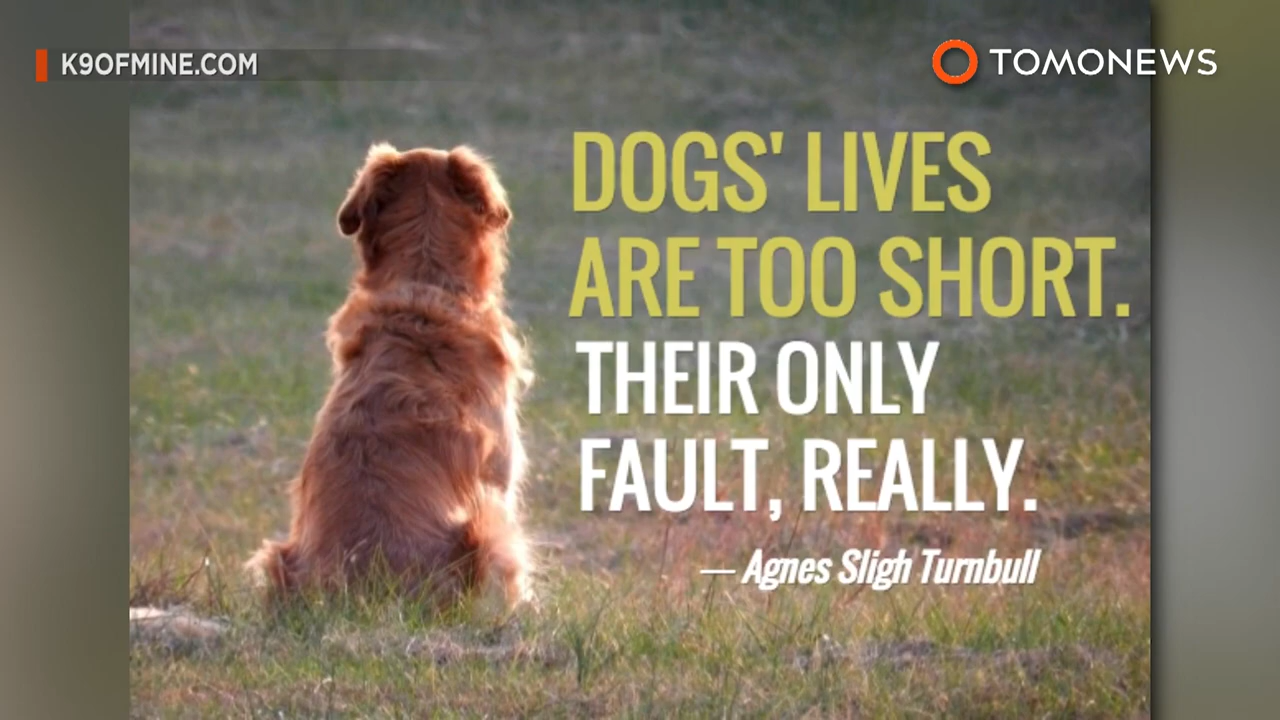 K9OFMINE.COM
TOMONEWS
DOGS' LIVES
ARE TOO SHORT.
THEIR ONLY
FAULT, REALLY.
— Agnes Sligh Turnbull